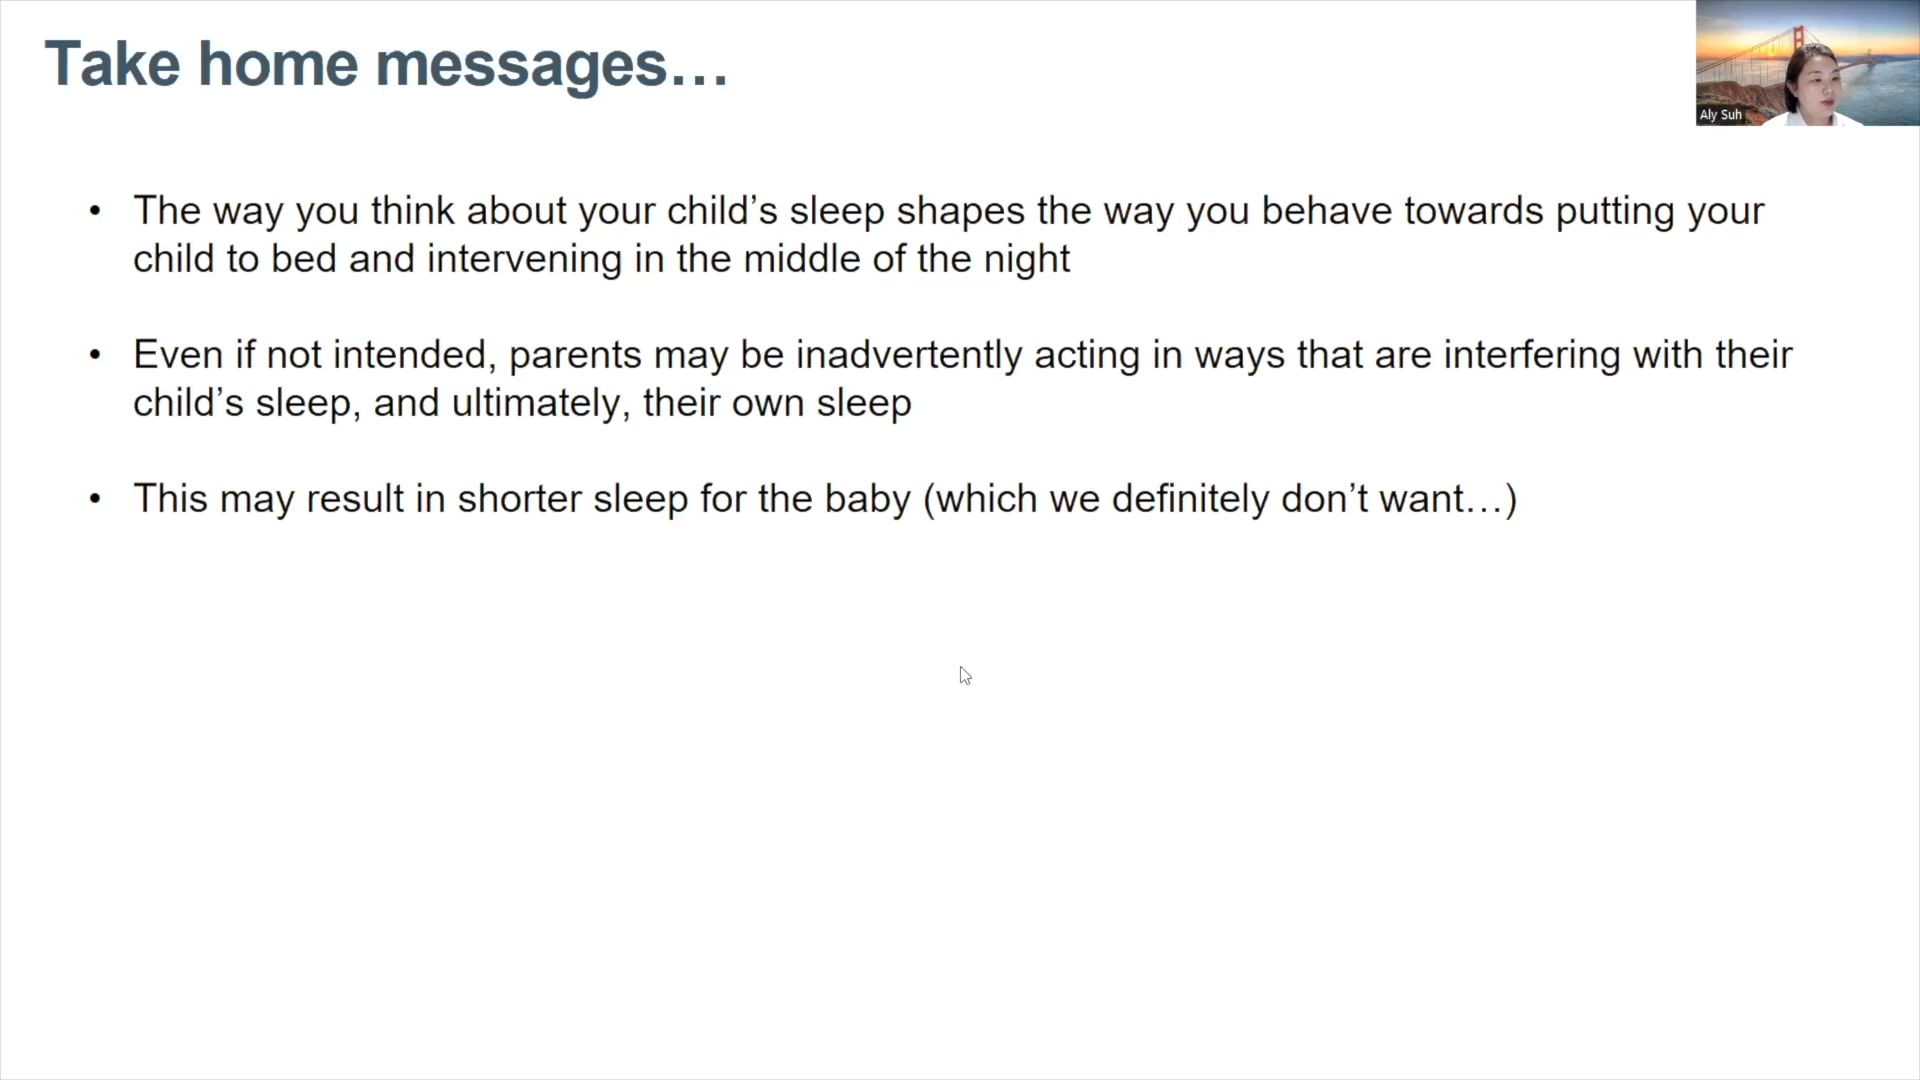 Take home messages…
Aly Suh
• The way you think about your child’s sleep shapes the way you behave towards putting your
child to bed and intervening in the middle of the night
• Even if not intended, parents may be inadvertently acting in ways that are interfering with their
child’s sleep, and ultimately, their own sleep
• This may result in shorter sleep for the baby (which we definitely don’t want…)